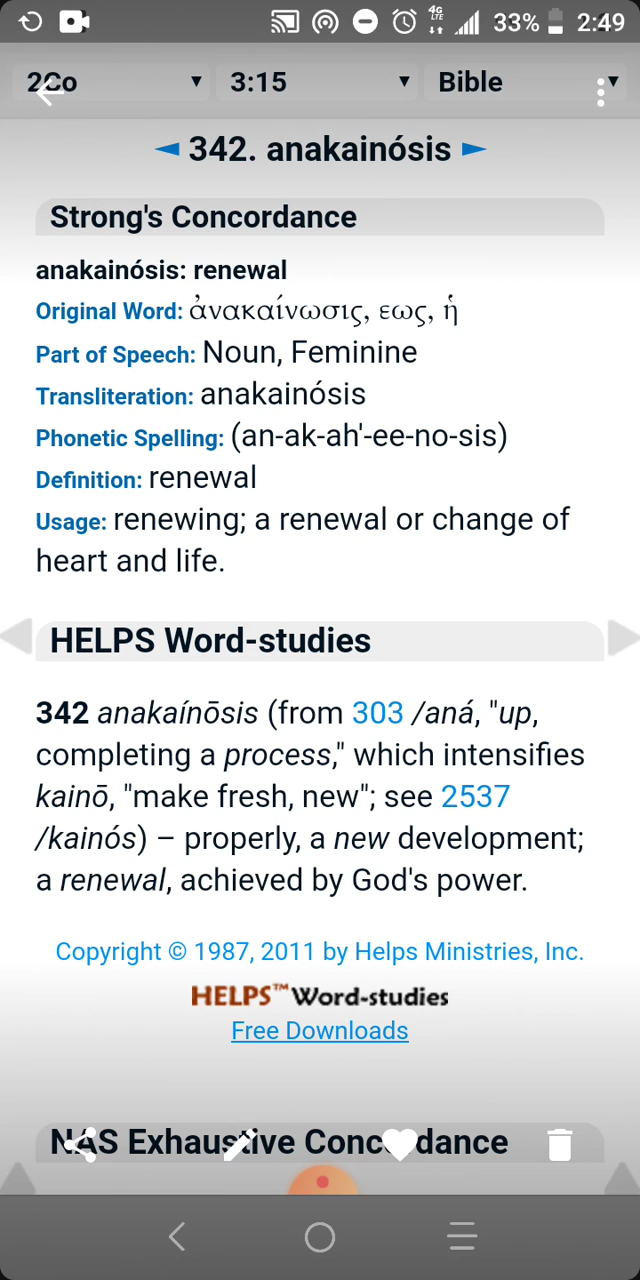 4G LTE 33% 2:49
2Co 3:15 Bible
342. anakainósis
Strong's Concordance
anakainósis: renewal
Original Word: ἀνακαίνωσις, εως, ἡ
Part of Speech: Noun, Feminine
Transliteration: anakainósis
Phonetic Spelling: (an-ak-ah'-ee-no-sis)
Definition: renewal
Usage: renewing; a renewal or change of
heart and life.
HELPS Word-studies
342 anakaínōsis (from 303 /aná, "up,
completing a process," which intensifies
kainō, "make fresh, new"; see 2537
/kainós) – properly, a new development;
a renewal, achieved by God's power.
Copyright © 1987, 2011 by Helps Ministries, Inc.
HELPS™ Word-studies
Free Downloads
NAS Exhaustive Concordance